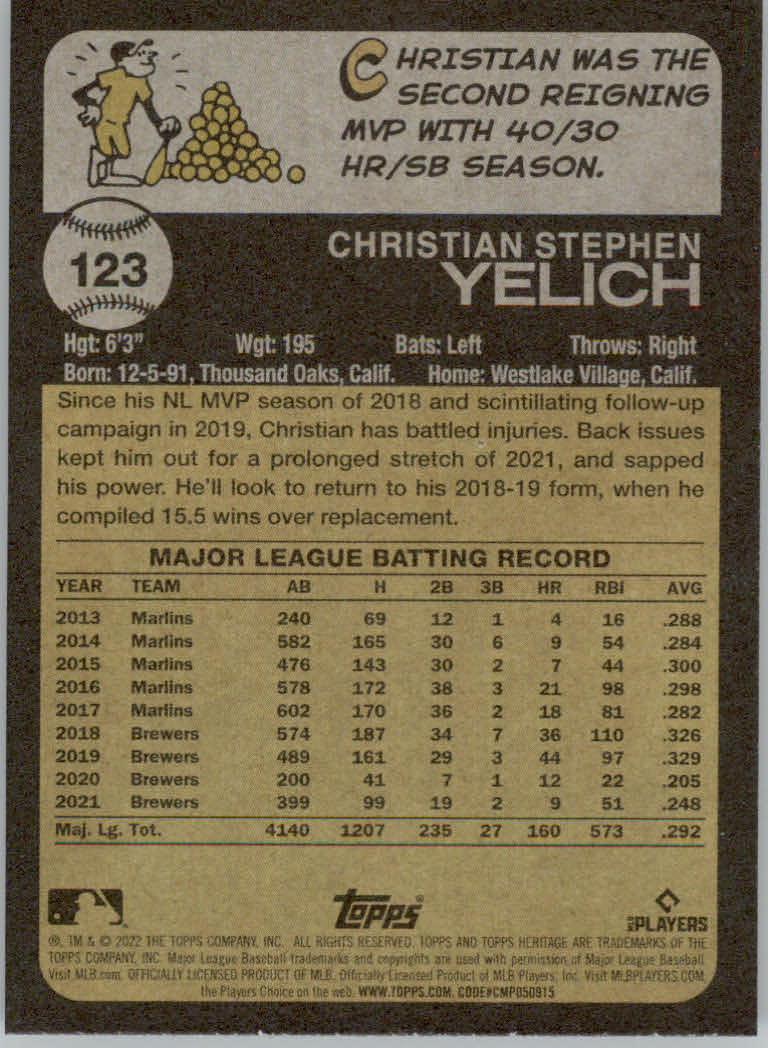 CHRISTIAN WAS THE
SECOND REIGNING
MVP WITH 40/30
HR/SB SEASON.
123
CHRISTIAN STEPHEN
YELICH
Hgt: 6'3" Wgt: 195 Bats: Left Throws: Right
Born: 12-5-91, Thousand Oaks, Calif. Home: Westlake Village, Calif.
Since his NL MVP season of 2018 and scintillating follow-up
campaign in 2019, Christian has battled injuries. Back issues
kept him out for a prolonged stretch of 2021, and sapped
his power. He'll look to return to his 2018-19 form, when he
compiled 15.5 wins over replacement.
MAJOR LEAGUE BATTING RECORD
YEAR TEAM AB H 2B 3B HR RBI AVG
2013 Marlins 240 69 12 1 4 16 .288
2014 Marlins 582 165 30 6 9 54 .284
2015 Marlins 476 143 30 2 7 44 .300
2016 Marlins 578 172 38 3 21 98 .298
2017 Marlins 602 170 36 2 18 81 .282
2018 Brewers 574 187 34 7 36 110 .326
2019 Brewers 489 161 29 3 44 97 .329
2020 Brewers 200 41 7 1 12 22 .205
2021 Brewers 399 99 19 2 9 51 .248
Maj. Lg. Tot. 4140 1207 235 27 160 573 .292
topps® MLB PLAYERS
®, TM & © 2022 THE TOPPS COMPANY, INC. ALL RIGHTS RESERVED. TOPPS AND TOPPS HERITAGE ARE TRADEMARKS OF THE
TOPPS COMPANY, INC. Major League Baseball trademarks and copyrights are used with permission of Major League Baseball.
Visit MLB.com. OFFICIALLY LICENSED PRODUCT OF MLB. Officially Licensed Product of MLB Players, Inc. Visit MLBPLAYERS.COM,
the Players Choice on the web. WWW.TOPPS.COM. CODE#CMP050915